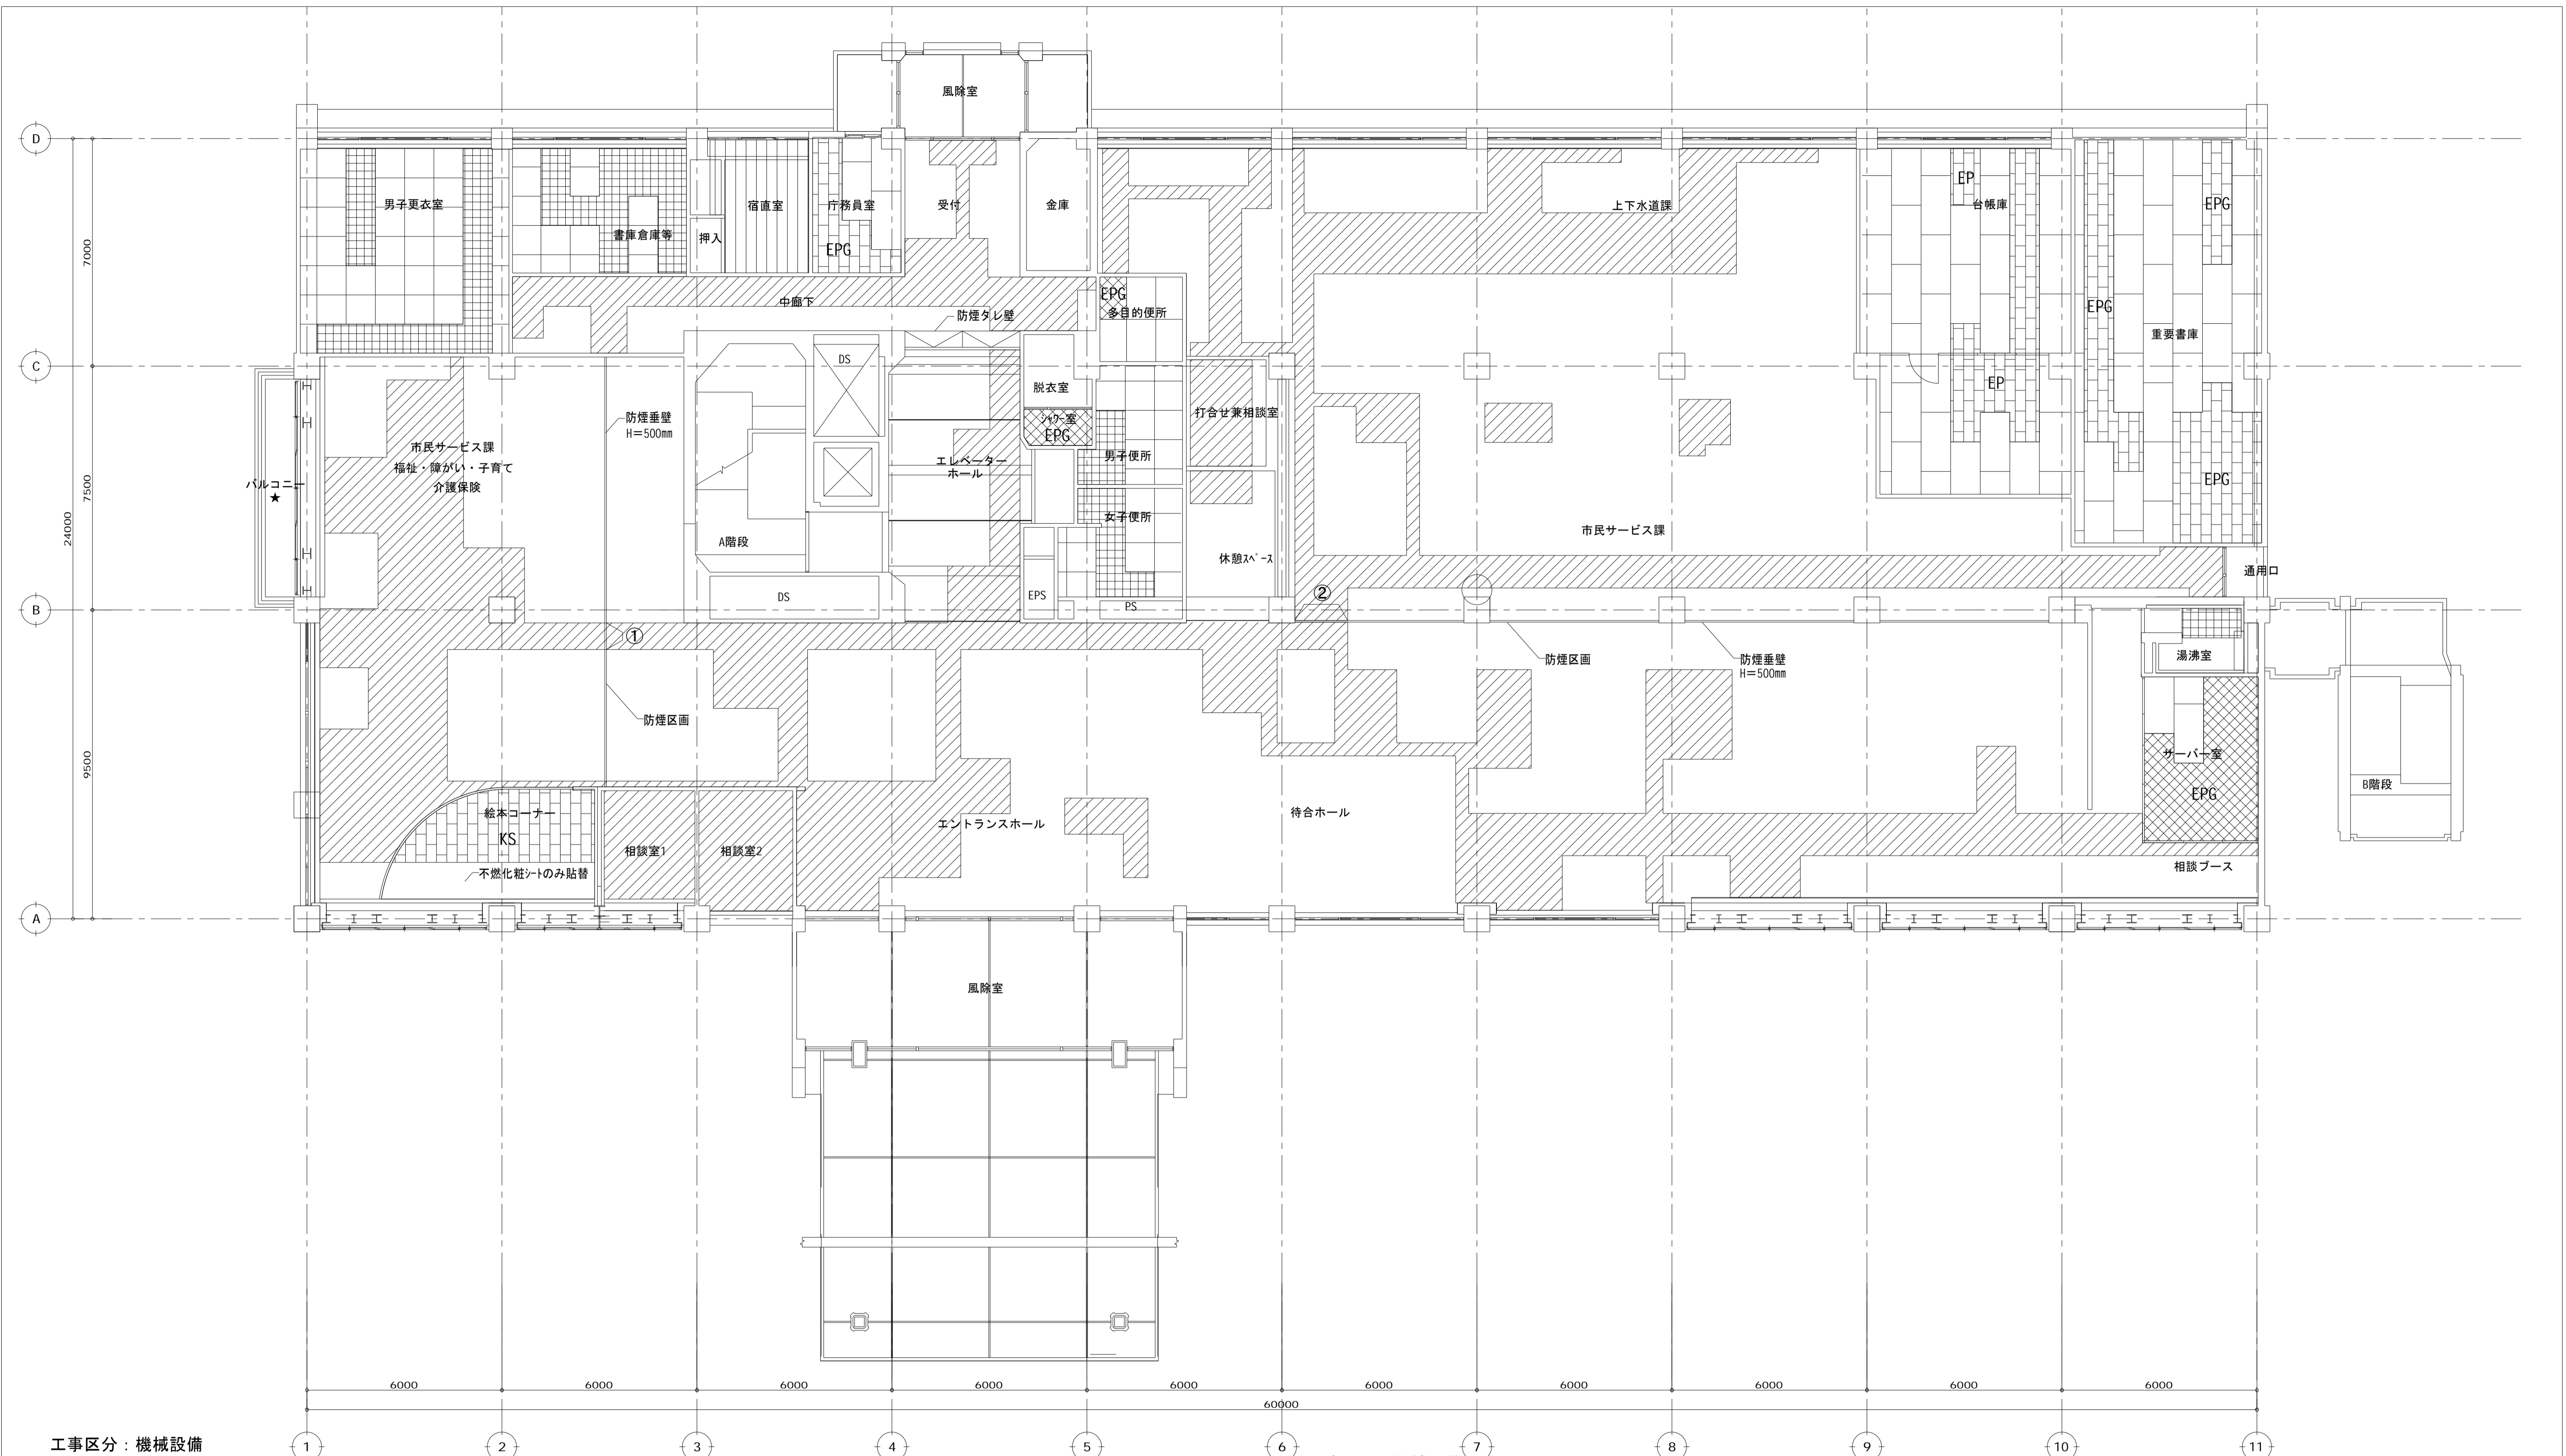 風除室
D
男子更衣室
書庫倉庫等
押入
宿直室
庁務員室
EPG
受付
金庫
上下水道課
EP
台帳庫
EPG
EPG
重要書庫
7000
中廊下
防煙タレ壁
EPG
多目的便所
C
DS
脱衣室
シャワー室
EPG
打合せ兼相談室
EP
防煙垂壁
H=500mm
市民サービス課
福祉・障がい・子育て
介護保険
エレベーター
ホール
男子便所
バルコニー
★
7500
24000
EPG
女子便所
A階段
市民サービス課
休憩スペース
通用口
B
DS
EPS
PS
②
①
湯沸室
防煙区画
防煙垂壁
H=500mm
防煙区画
9500
サーバー室
EPG
B階段
絵本コーナー
KS
エントランスホール
待合ホール
相談室1
相談室2
不燃化粧シートのみ貼替
相談ブース
A
風除室
6000 6000 6000 6000 6000 6000 6000 6000 6000 6000
60000
工事区分：機械設備
1 2 3 4 5 6 7 8 9 10 11